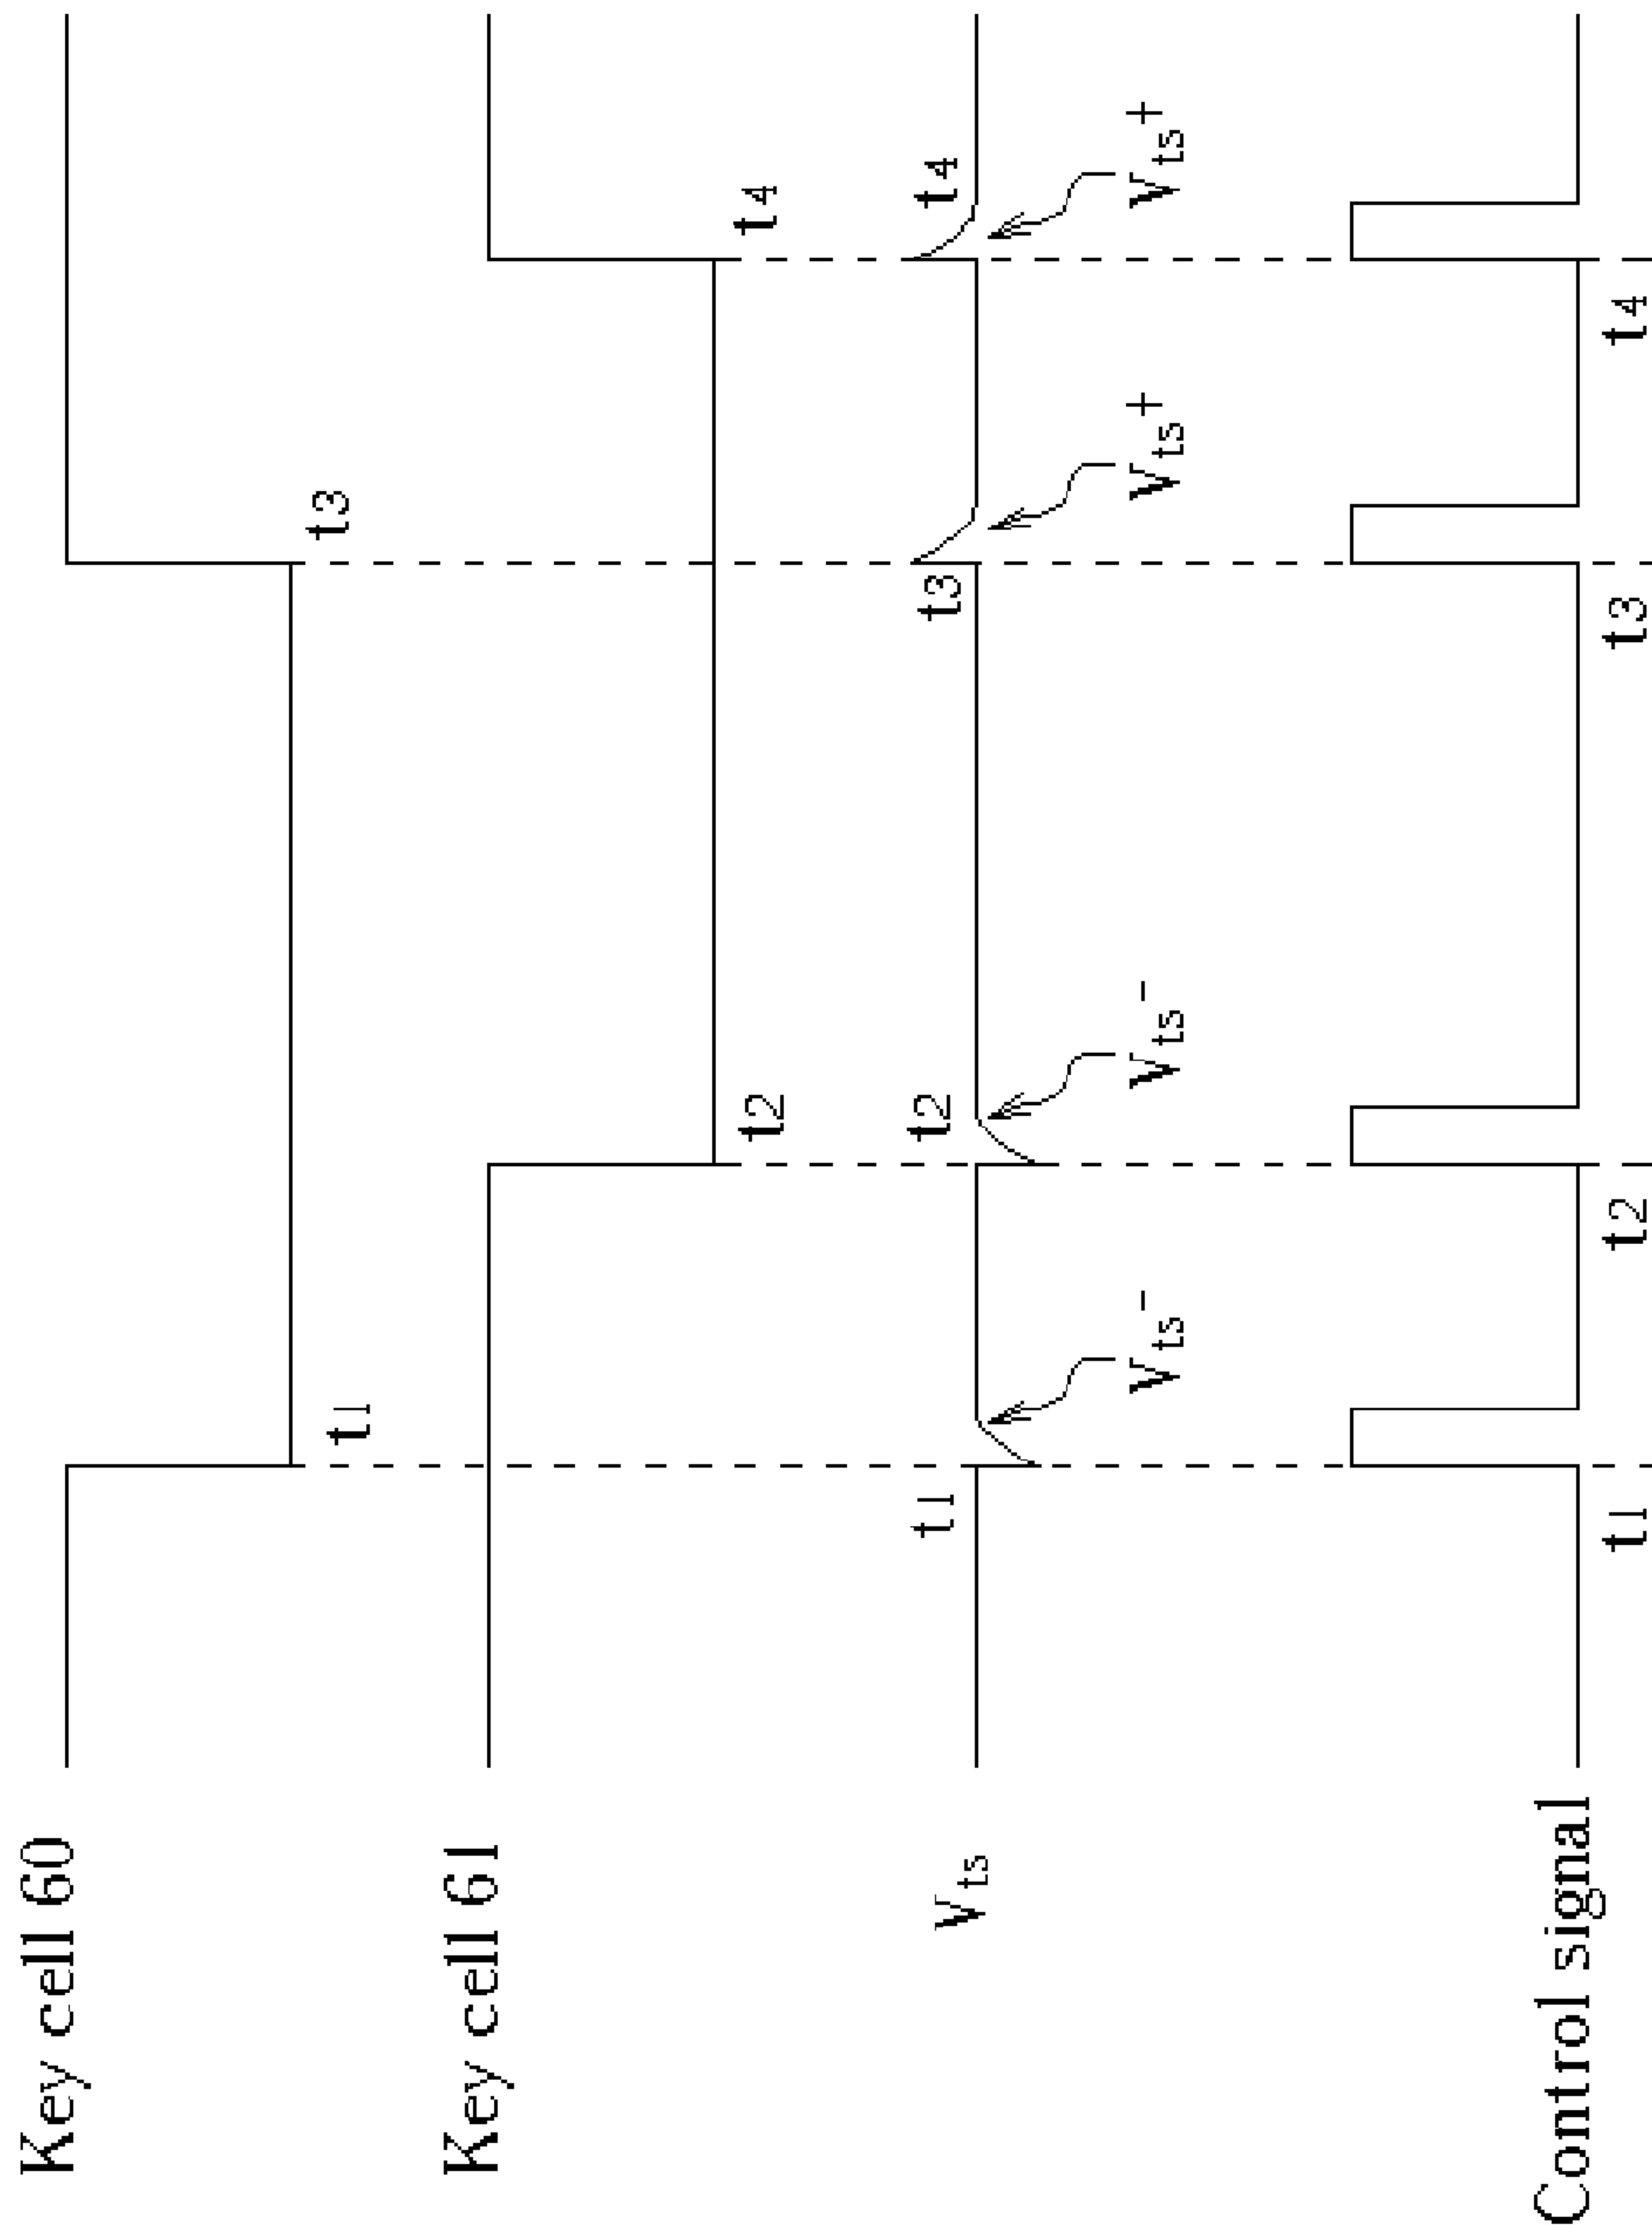 Key cell 60
t1
t3
Key cell 61
t2
t4
Vts
t1
t2
t3
t4
Vts-
Vts-
Vts+
Vts+
Control signal
t1
t2
t3
t4